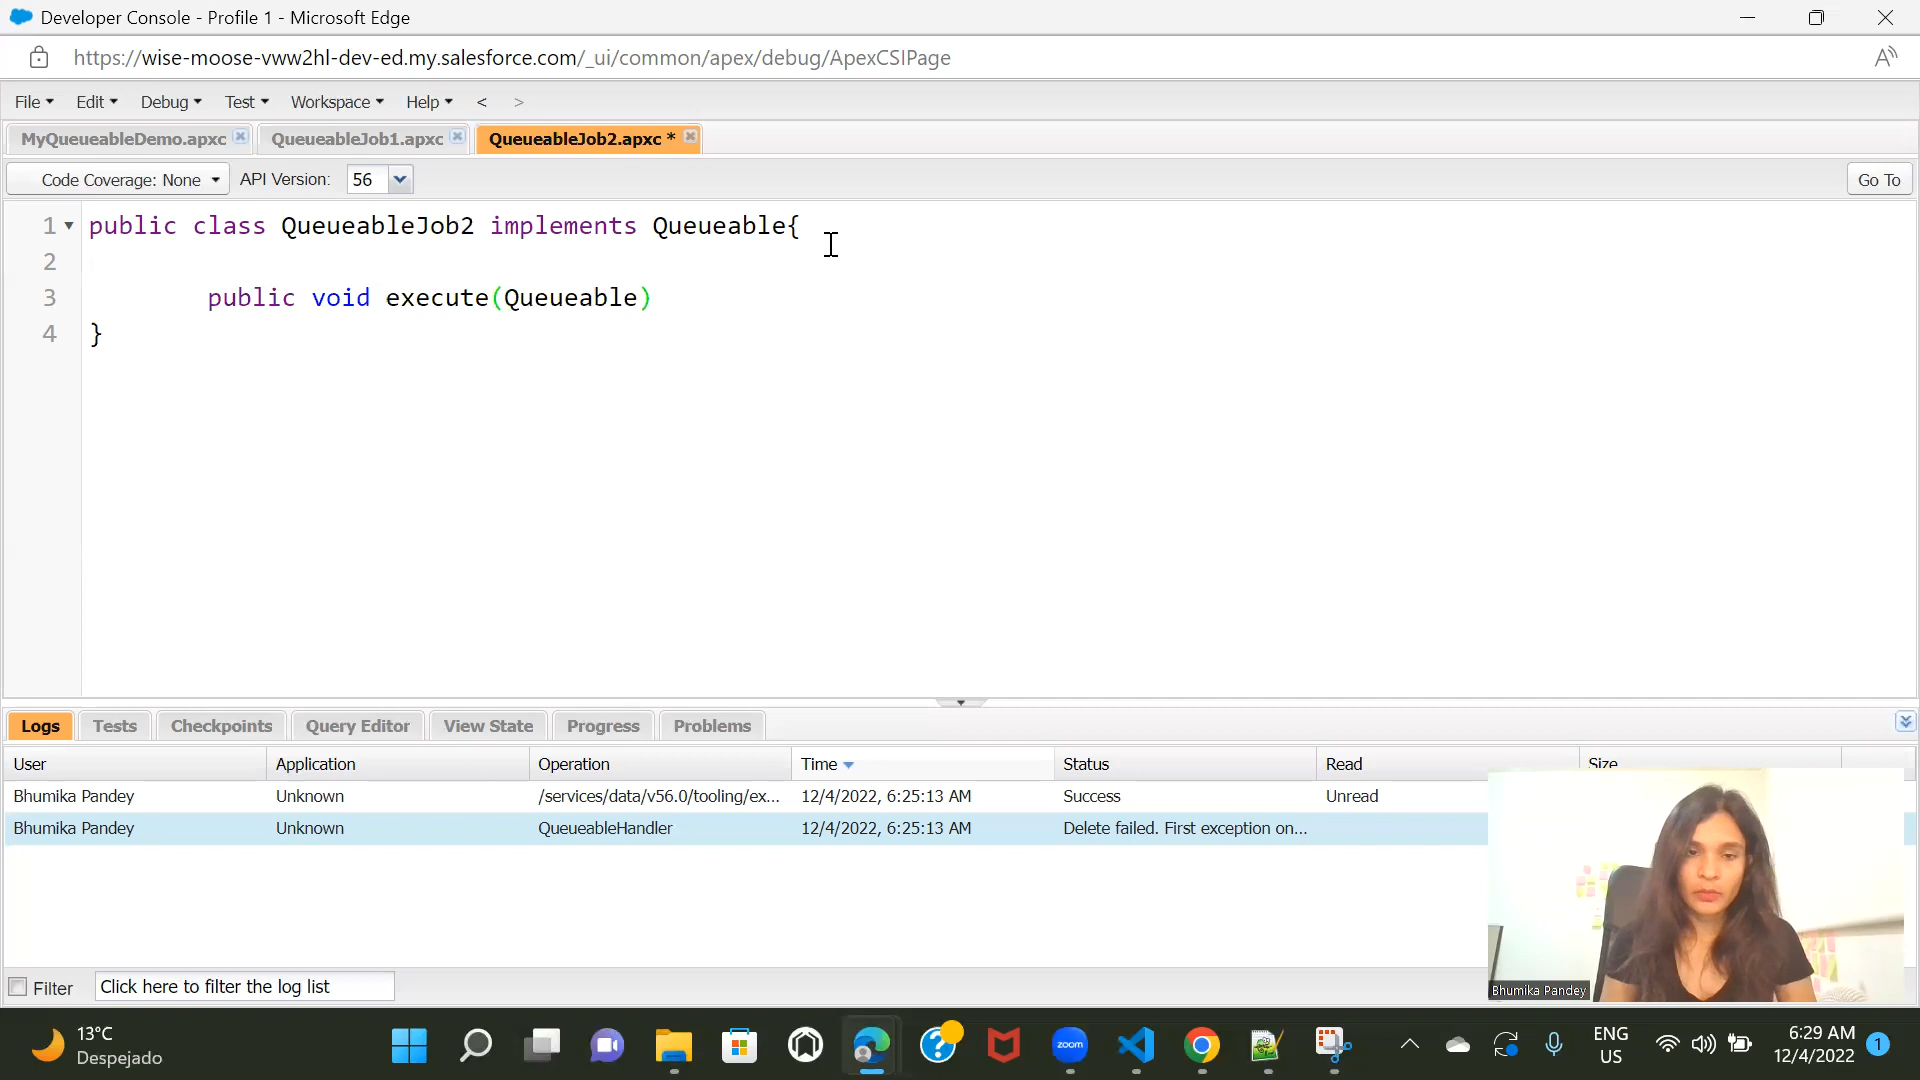 Developer Console - Profile 1 - Microsoft Edge
https://wise-moose-vww2hl-dev-ed.my.salesforce.com/_ui/common/apex/debug/ApexCSIPage
File Edit Debug Test Workspace Help < >
MyQueueableDemo.apxc QueueableJob1.apxc QueueableJob2.apxc *
Code Coverage: None API Version: 56 Go To
1 public class QueueableJob2 implements Queueable{
2
3 public void execute(Queueable)
4 }
Logs Tests Checkpoints Query Editor View State Progress Problems
User Application Operation Time Status Read Size
Bhumika Pandey Unknown /services/data/v56.0/tooling/ex... 12/4/2022, 6:25:13 AM Success Unread
Bhumika Pandey Unknown QueueableHandler 12/4/2022, 6:25:13 AM Delete failed. First exception on...
Bhumika Pandey
Filter Click here to filter the log list
13°C
Despejado
zoom
ENG
US
6:29 AM
12/4/2022
1